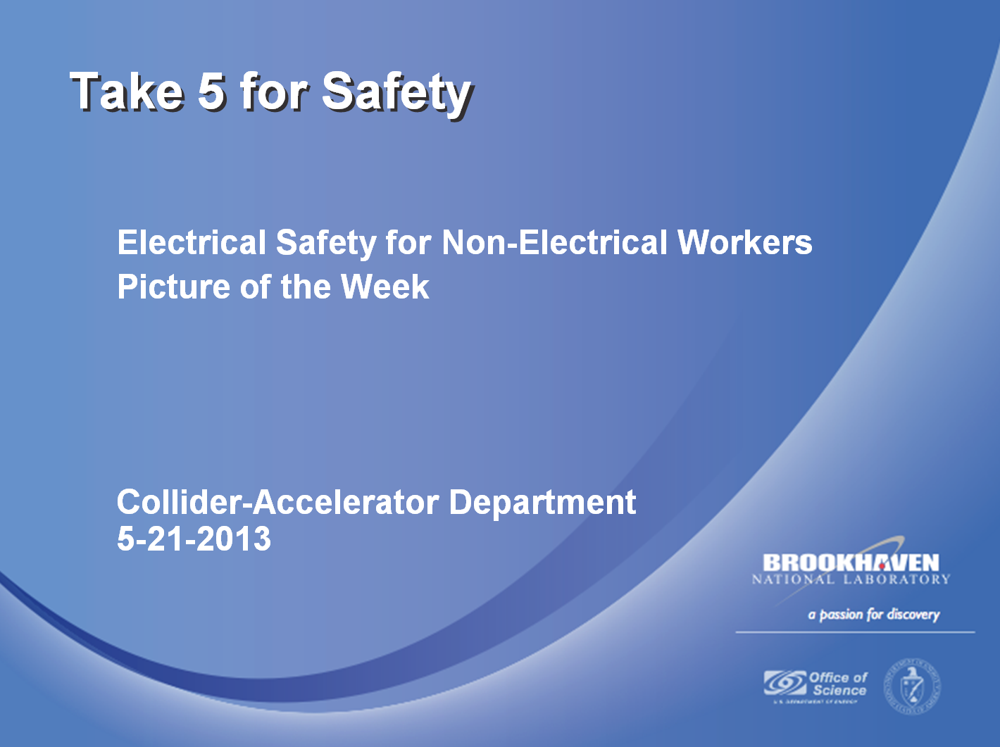 Take 5 for Safety
Electrical Safety for Non-Electrical Workers
Picture of the Week
Collider-Accelerator Department
5-21-2013
BROOKHAVEN
NATIONAL LABORATORY
a passion for discovery
Office of
Science
U.S. DEPARTMENT OF ENERGY